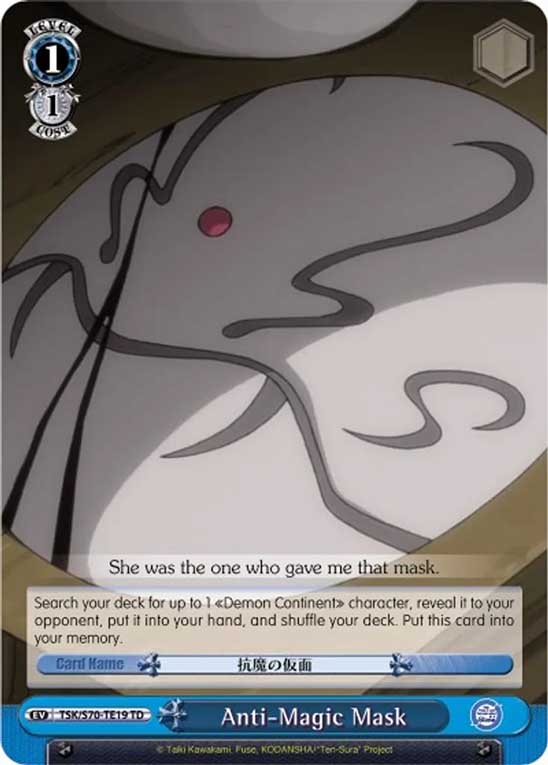 LEVEL
1
1
COST
She was the one who gave me that mask.
Search your deck for up to 1 «Demon Continent» character, reveal it to your
opponent, put it into your hand, and shuffle your deck. Put this card into
your memory.
Card Name 抗魔の仮面
EV TSK/S70-TE19 TD Anti-Magic Mask
© Taiki Kawakami, Fuse, KODANSHA/"Ten-Sura" Project